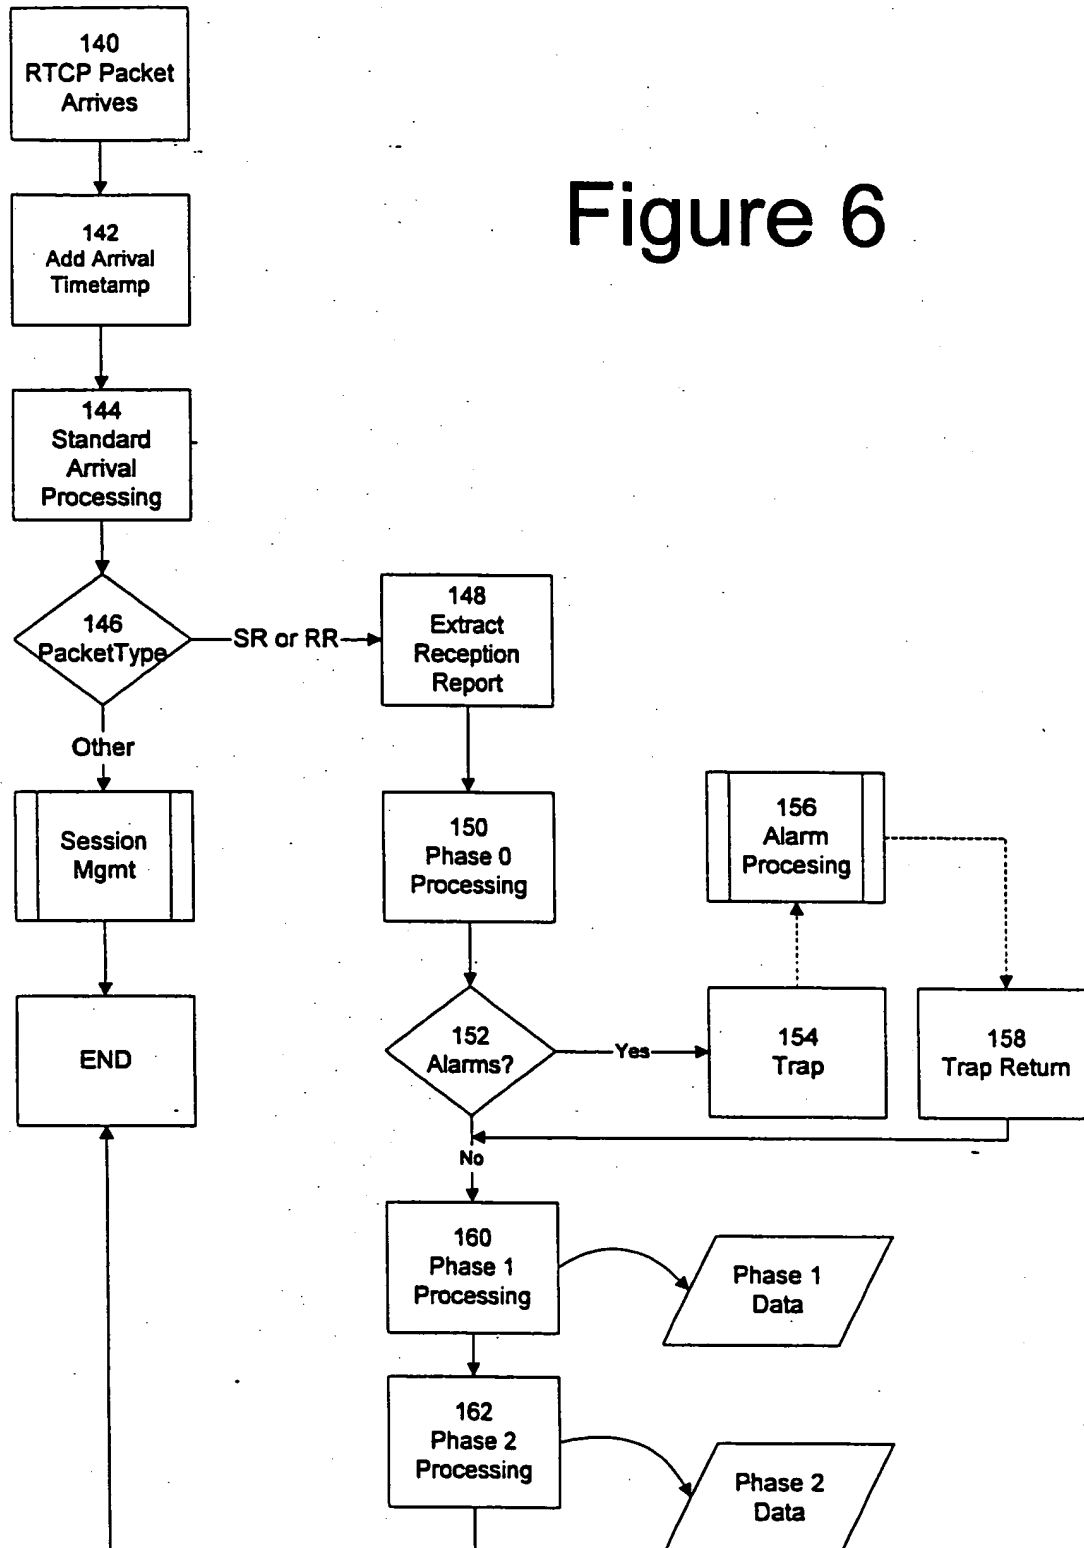 140
RTCP Packet
Arrives
Figure 6
142
Add Arrival
Timetamp
144
Standard
Arrival
Processing
146
PacketType
SR or RR
148
Extract
Reception
Report
Other
Session
Mgmt
150
Phase 0
Processing
156
Alarm
Procesing
END
152
Alarms?
Yes
154
Trap
158
Trap Return
No
160
Phase 1
Processing
Phase 1
Data
162
Phase 2
Processing
Phase 2
Data